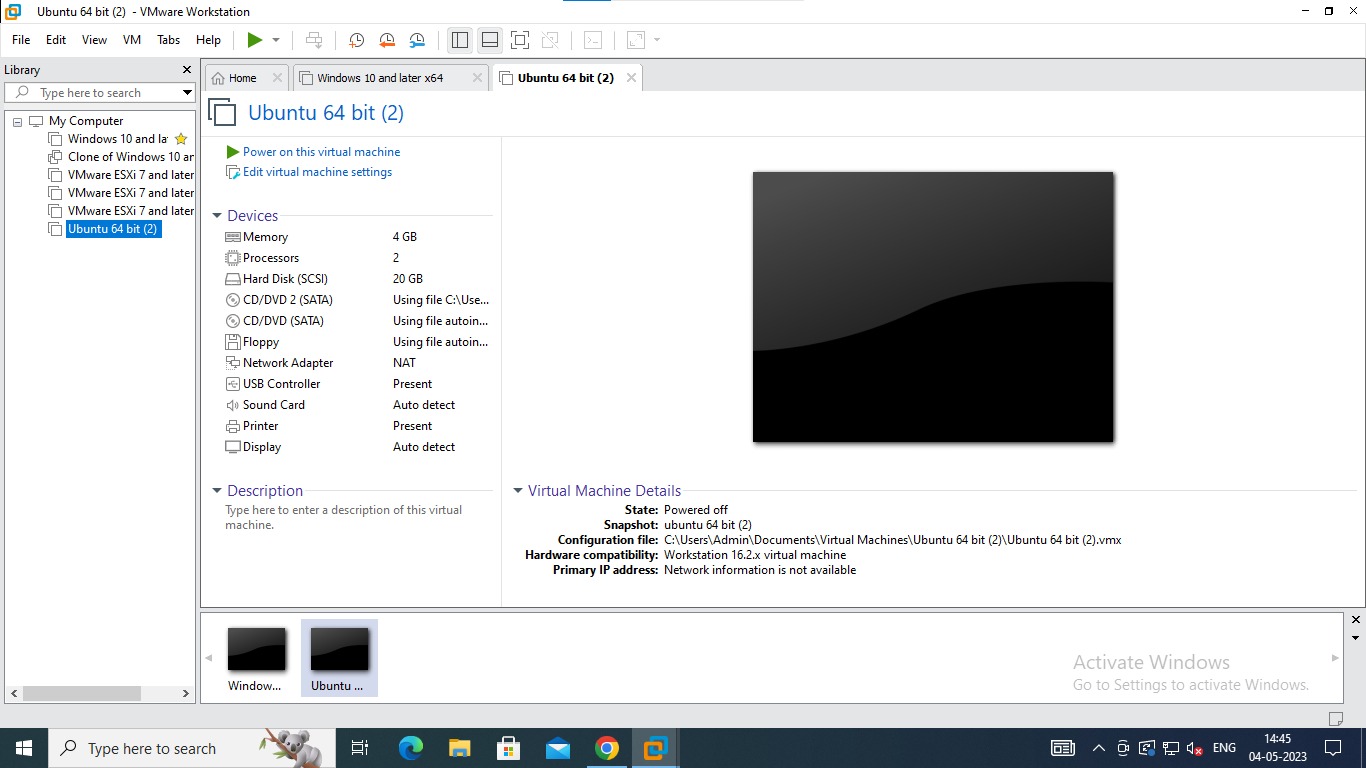 Ubuntu 64 bit (2) - VMware Workstation
File Edit View VM Tabs Help
Library
Type here to search
My Computer
Windows 10 and la
Clone of Windows 10 ar
VMware ESXi 7 and later
VMware ESXi 7 and later
VMware ESXi 7 and later
Ubuntu 64 bit (2)
Home
Windows 10 and later x64
Ubuntu 64 bit (2)
Ubuntu 64 bit (2)
Power on this virtual machine
Edit virtual machine settings
Devices
Memory 4 GB
Processors 2
Hard Disk (SCSI) 20 GB
CD/DVD 2 (SATA) Using file C:\Use...
CD/DVD (SATA) Using file autoin...
Floppy Using file autoin...
Network Adapter NAT
USB Controller Present
Sound Card Auto detect
Printer Present
Display Auto detect
Description
Type here to enter a description of this virtual
machine.
Virtual Machine Details
State: Powered off
Snapshot: ubuntu 64 bit (2)
Configuration file: C:\Users\Admin\Documents\Virtual Machines\Ubuntu 64 bit (2)\Ubuntu 64 bit (2).vmx
Hardware compatibility: Workstation 16.2.x virtual machine
Primary IP address: Network information is not available
Window...
Ubuntu ...
Activate Windows
Go to Settings to activate Windows.
Type here to search
ENG
14:45
04-05-2023